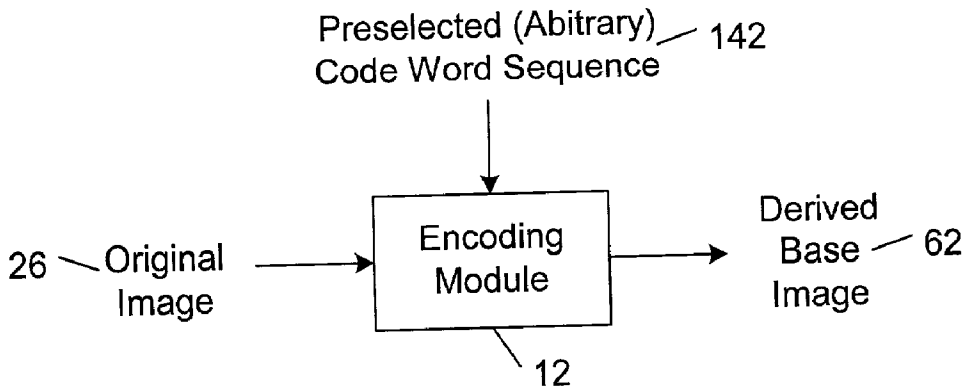 Preselected (Abitrary)
Code Word Sequence
142
26
Original
Image
Encoding
Module
12
Derived
Base
Image
62